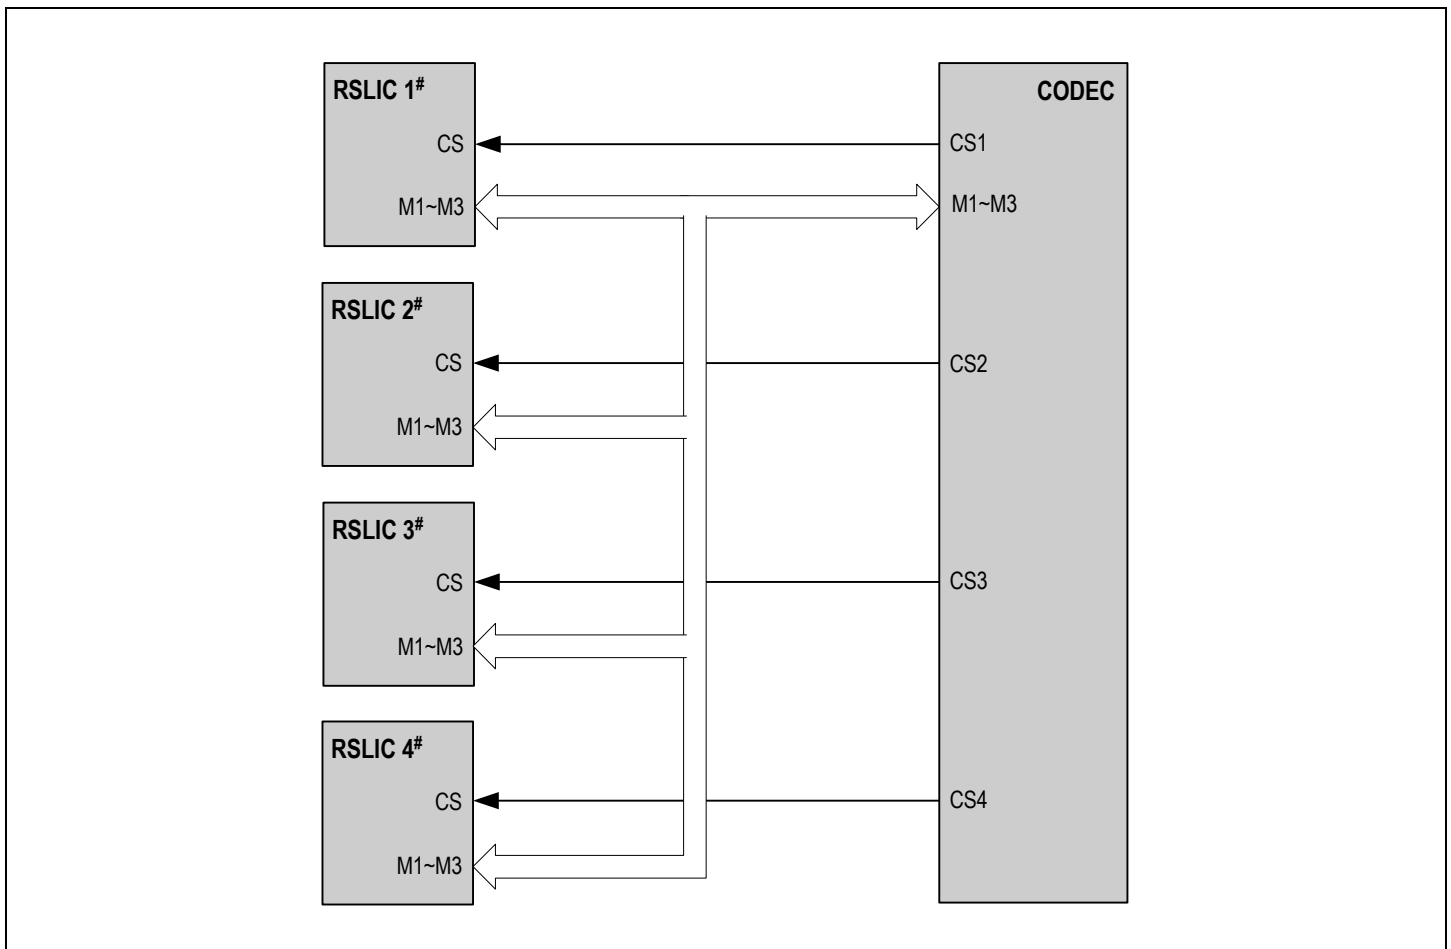 RSLIC 1#
CS
M1~M3
RSLIC 2#
CS
M1~M3
RSLIC 3#
CS
M1~M3
RSLIC 4#
CS
M1~M3
CODEC
CS1
M1~M3
CS2
CS3
CS4